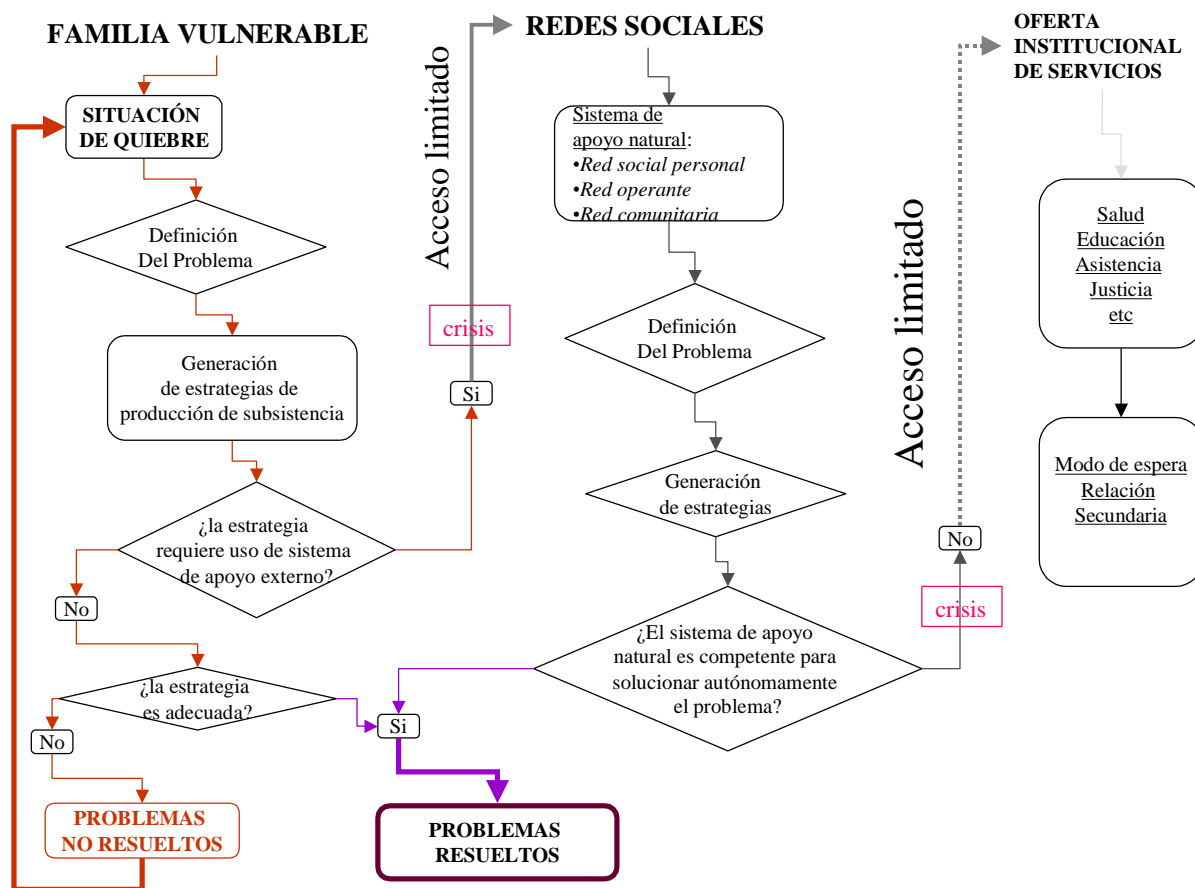 FAMILIA VULNERABLE
SITUACIÓN
DE QUIEBRE
Definición
Del Problema
Generación
de estrategias de
producción de subsistencia
¿la estrategia
requiere uso de sistema
de apoyo externo?
No
¿la estrategia
es adecuada?
No
PROBLEMAS
NO RESUELTOS
Si
crisis
Acceso limitado
REDES SOCIALES
Sistema de
apoyo natural:
•Red social personal
•Red operante
•Red comunitaria
Definición
Del Problema
Generación
de estrategias
¿El sistema de apoyo
natural es competente para
solucionar autónomamente
el problema?
Si
PROBLEMAS
RESUELTOS
No
crisis
Acceso limitado
OFERTA
INSTITUCIONAL
DE SERVICIOS
Salud
Educación
Asistencia
Justicia
etc
Modo de espera
Relación
Secundaria